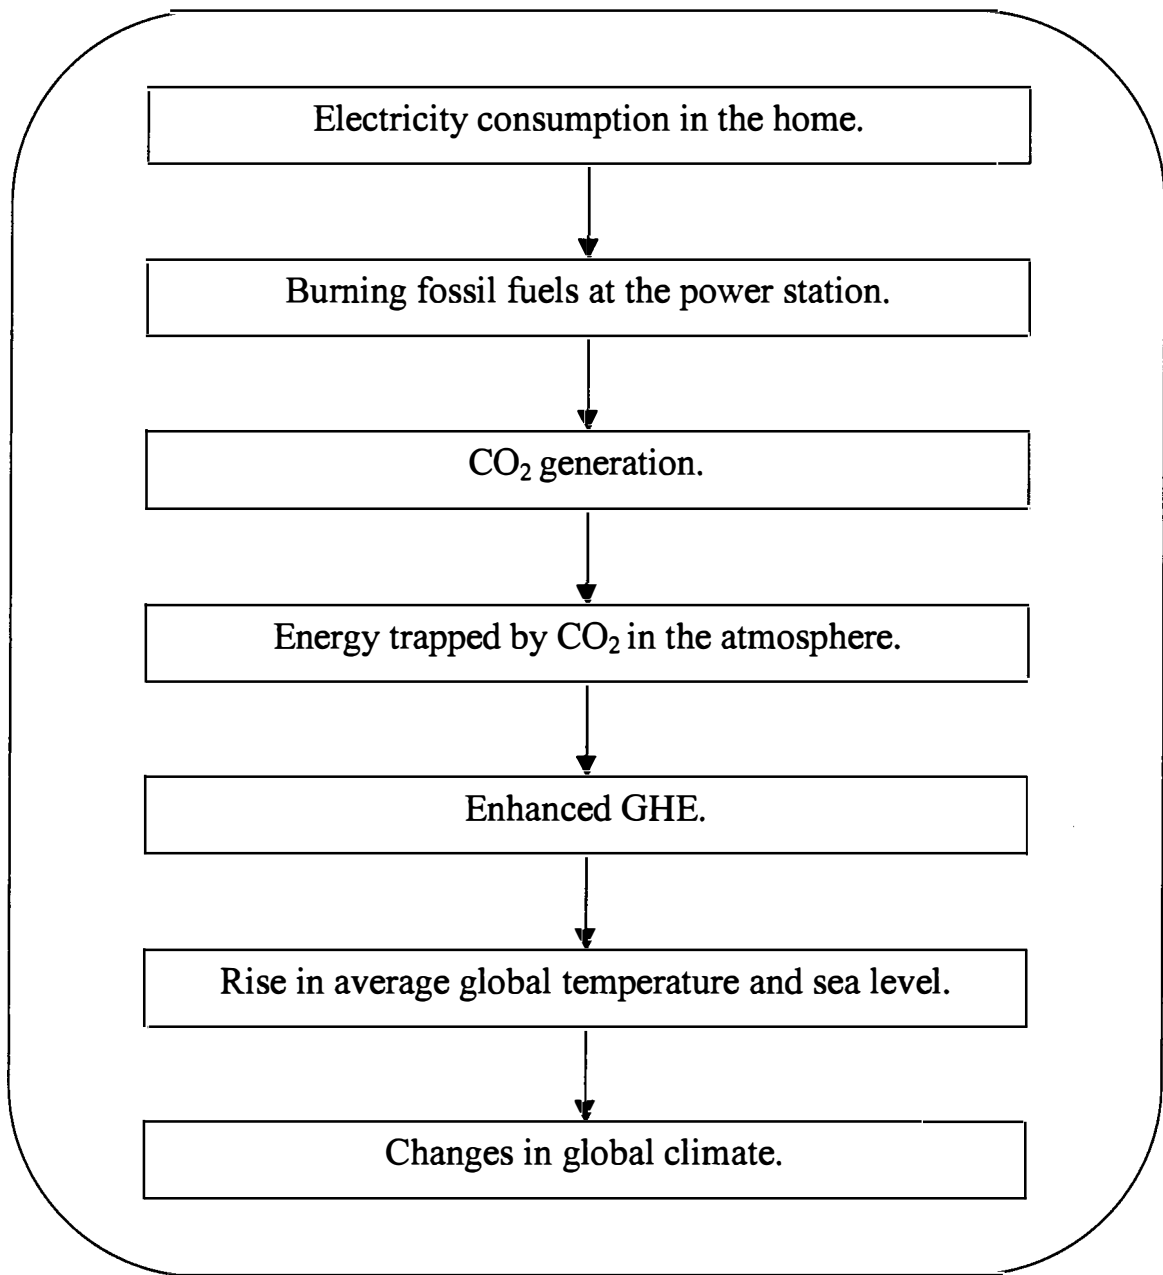 Electricity consumption in the home.
Burning fossil fuels at the power station.
CO₂ generation.
Energy trapped by CO₂ in the atmosphere.
Enhanced GHE.
Rise in average global temperature and sea level.
Changes in global climate.